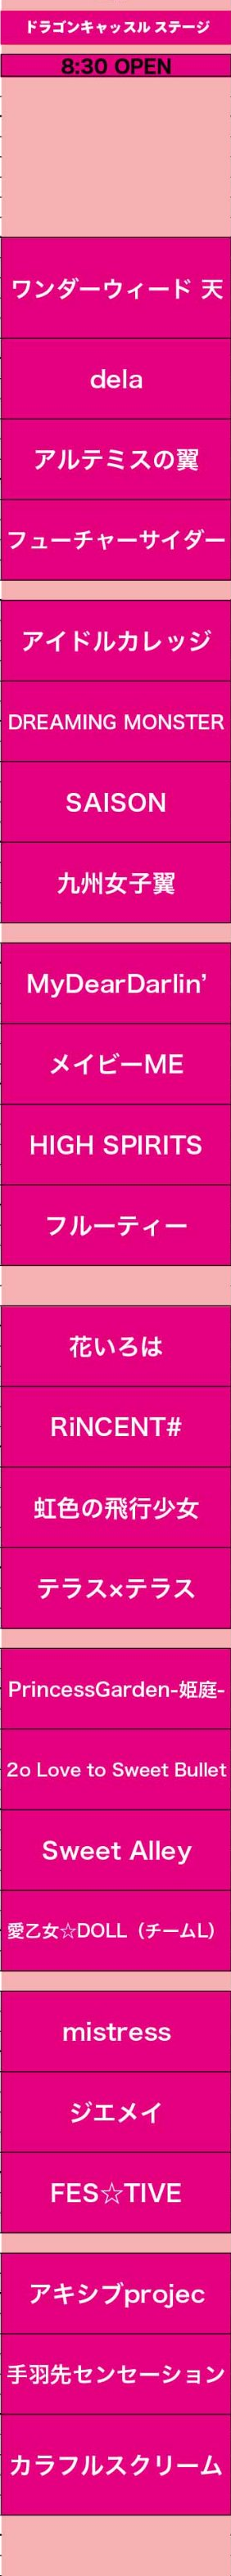 ドラゴンキャッスル ステージ
8:30 OPEN
ワンダーウィード 天
dela
アルテミスの翼
フューチャーサイダー
アイドルカレッジ
DREAMING MONSTER
SAISON
九州女子翼
MyDearDarlin’
メイビーME
HIGH SPIRITS
フルーティー
花いろは
RiNCENT#
虹色の飛行少女
テラス×テラス
PrincessGarden-姫庭-
2o Love to Sweet Bullet
Sweet Alley
愛乙女☆DOLL（チームL）
mistress
ジエメイ
FES☆TIVE
アキシブprojec
手羽先センセーション
カラフルスクリーム